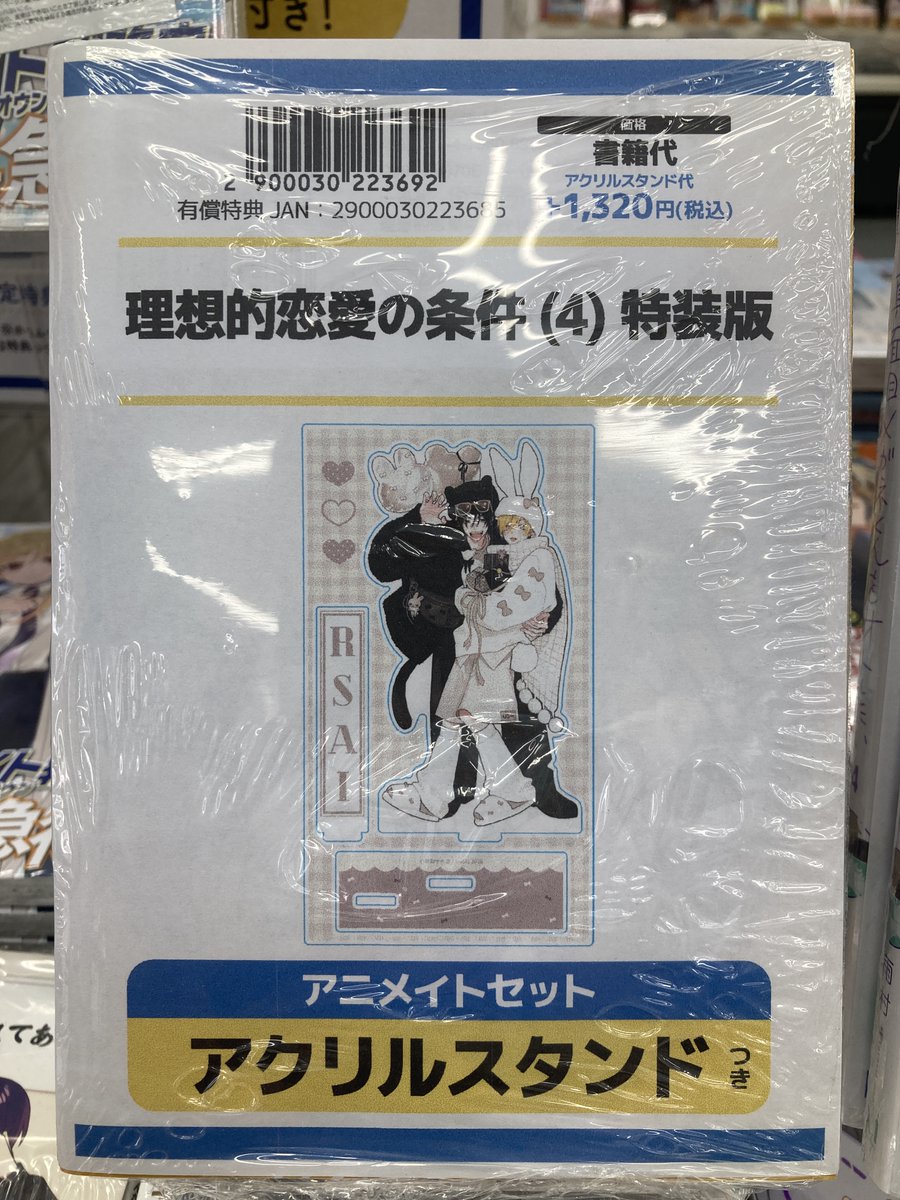 付き!
価格
書籍代
アクリルスタンド代
+1,320円(税込)
2 900030 223692
有償特典 JAN：2900030223685
理想的恋愛の条件 (4) 特装版
RSAI
アニメイトセット
アクリルスタンド
つき